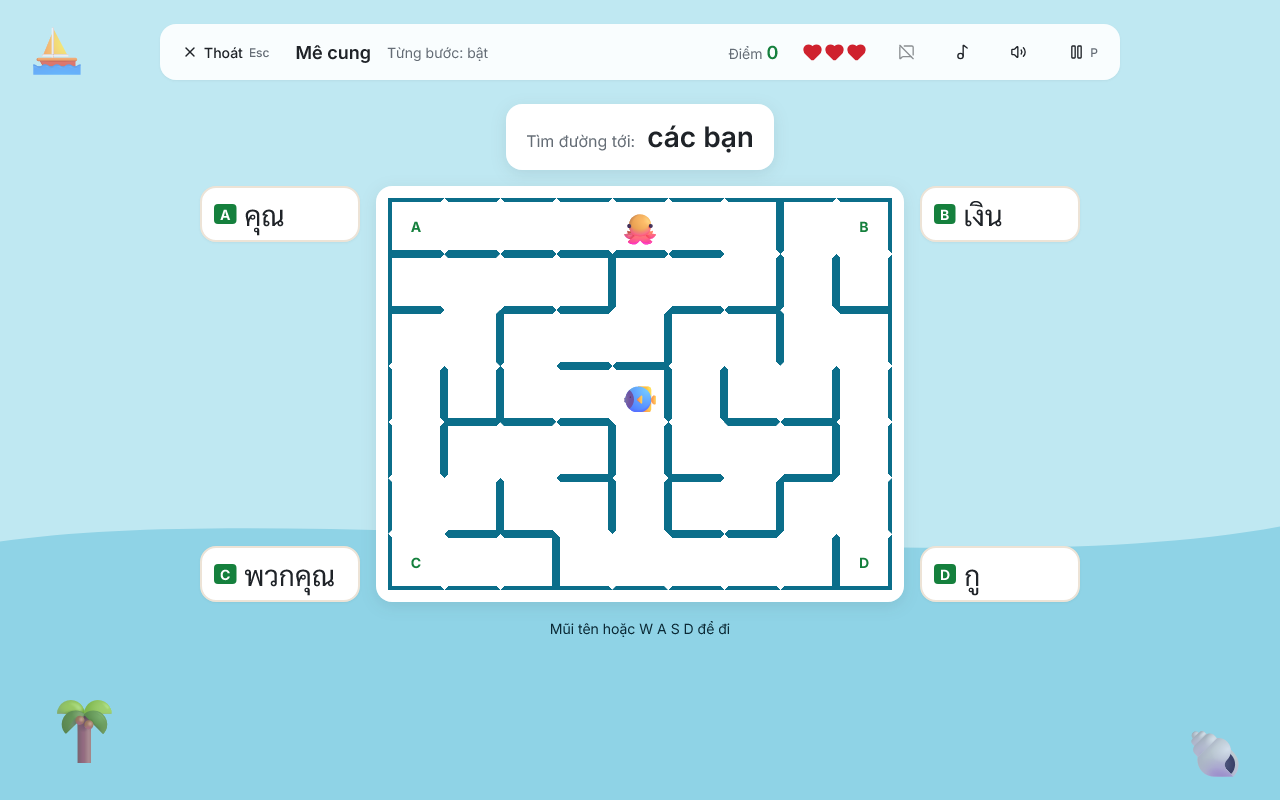 Thoát Esc Mê cung Từng bước: bật Điểm 0 P
Tìm đường tới: các bạn
A คุณ
B เงิน
A B
C D
C พวกคุณ
D กู
Mũi tên hoặc W A S D để đi